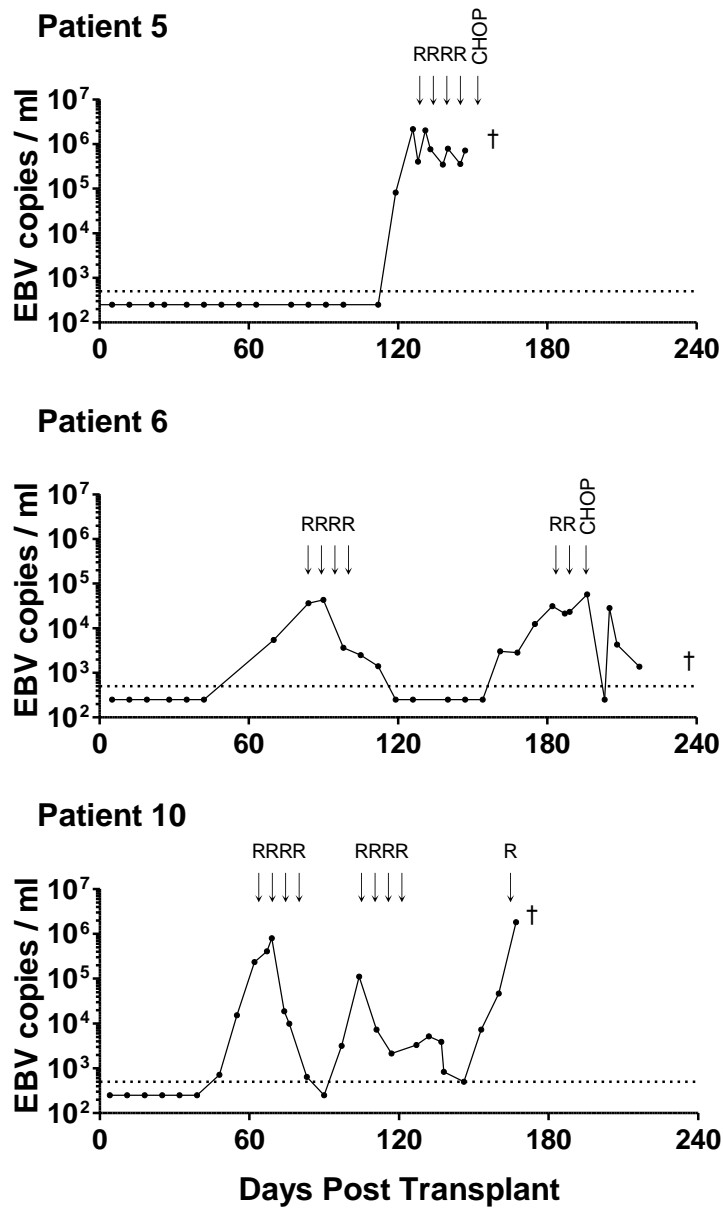 Patient 5
RRRR CHOP
10⁷
10⁶
†
10⁵
10⁴
10³
10²
EBV copies / ml
0 60 120 180 240
Patient 6
10⁷
RRRR RR CHOP
10⁶
10⁵
10⁴
10³ †
10²
EBV copies / ml
0 60 120 180 240
Patient 10
RRRR RRRR R
10⁷
†
10⁶
10⁵
10⁴
10³
10²
EBV copies / ml
0 60 120 180 240
Days Post Transplant